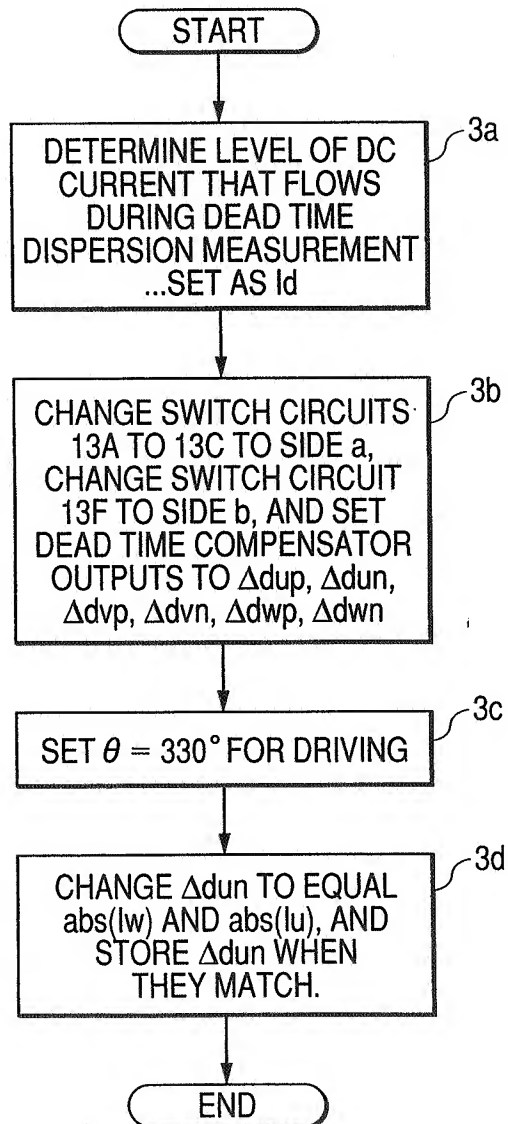 START
3a
DETERMINE LEVEL OF DC
CURRENT THAT FLOWS
DURING DEAD TIME
DISPERSION MEASUREMENT
...SET AS Id
3b
CHANGE SWITCH CIRCUITS
13A TO 13C TO SIDE a,
CHANGE SWITCH CIRCUIT
13F TO SIDE b, AND SET
DEAD TIME COMPENSATOR
OUTPUTS TO Δdup, Δdun,
Δdvp, Δdvn, Δdwp, Δdwn
3c
SET θ = 330° FOR DRIVING
3d
CHANGE Δdun TO EQUAL
abs(Iw) AND abs(Iu), AND
STORE Δdun WHEN
THEY MATCH.
END